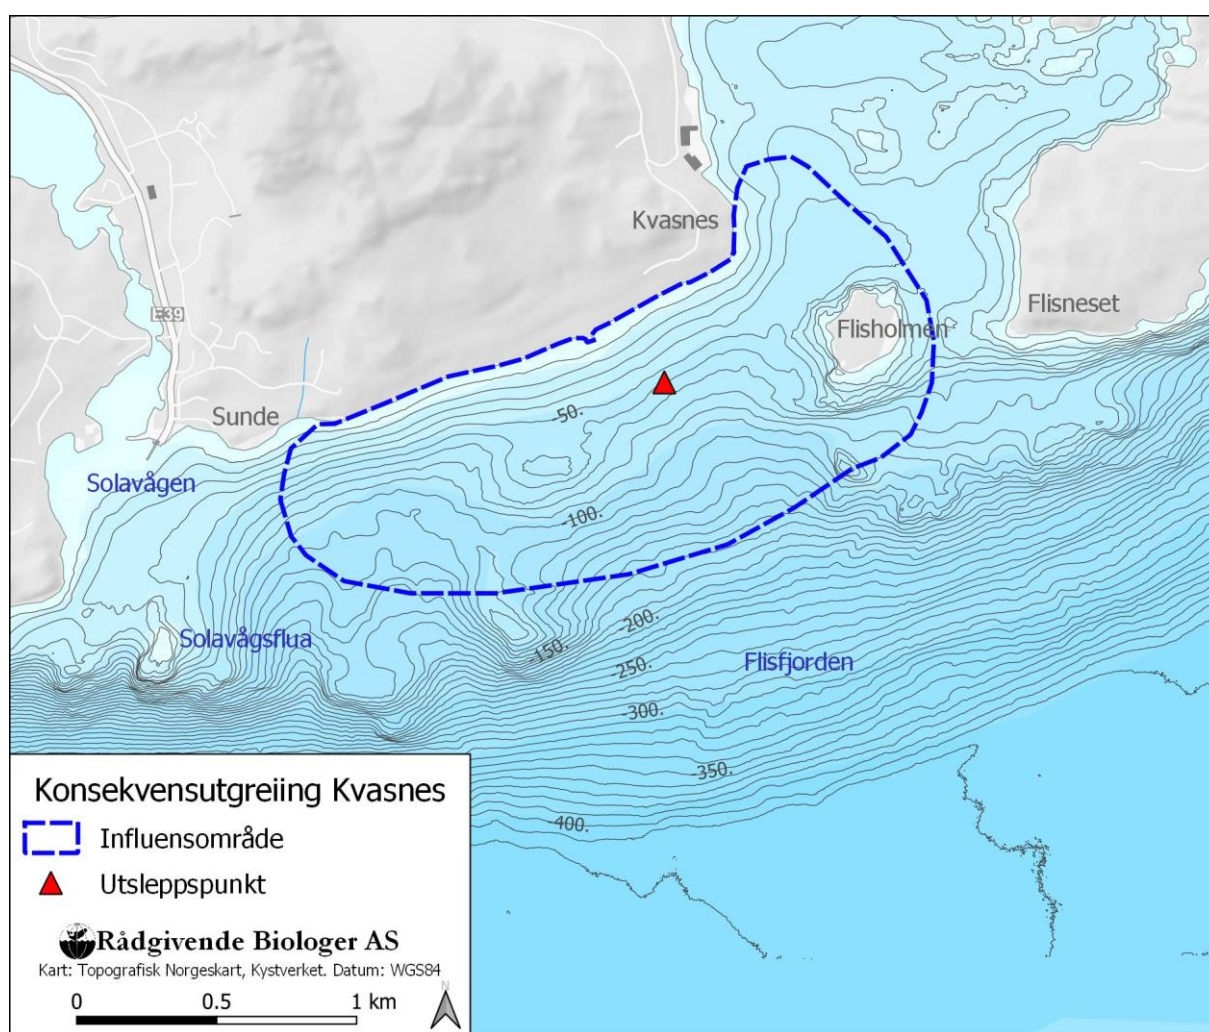 Kvasnes
Flisneset
Flisholmen
E39
Sunde
-50.
Solavågen
-100.
-200.
Solavågsflua
-150.
Flisfjorden
-250.
-300.
-350.
-400.
Konsekvensutgreiing Kvasnes
Influensområde
Utsleppspunkt
Rådgivende Biologer AS
Kart: Topografisk Norgeskart, Kystverket. Datum: WGS84
N
0 0.5 1 km